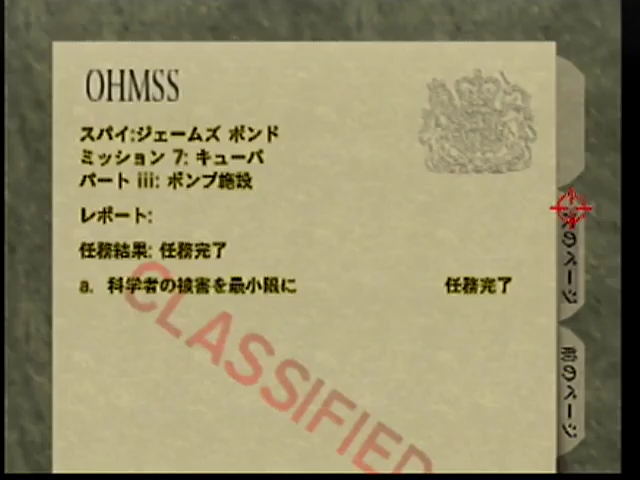 OHMSS
スパイ:ジェームズ ボンド
ミッション 7: キューバ
パート iii: ポンプ施設
レポート:
任務結果: 任務完了
a. 科学者の被害を最小限に 任務完了
CLASSIFIED
のページ
前のページ